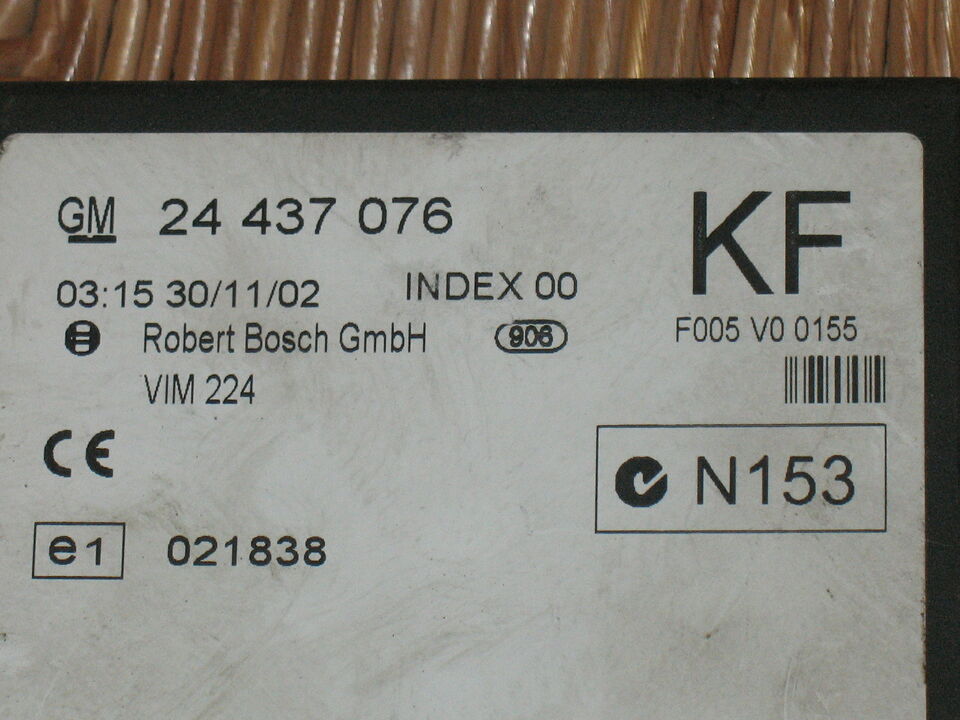 GM 24 437 076 KF
03:15 30/11/02 INDEX 00
Robert Bosch GmbH 906 F005 V0 0155
VIM 224
CE
N153
e1 021838